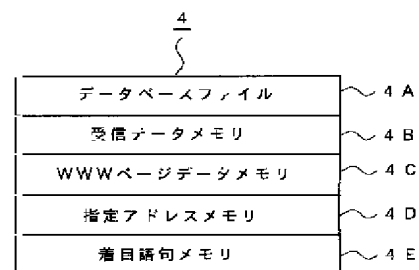 4
データベースファイル 4A
受信データメモリ 4B
WWWページデータメモリ 4C
指定アドレスメモリ 4D
着目語句メモリ 4E